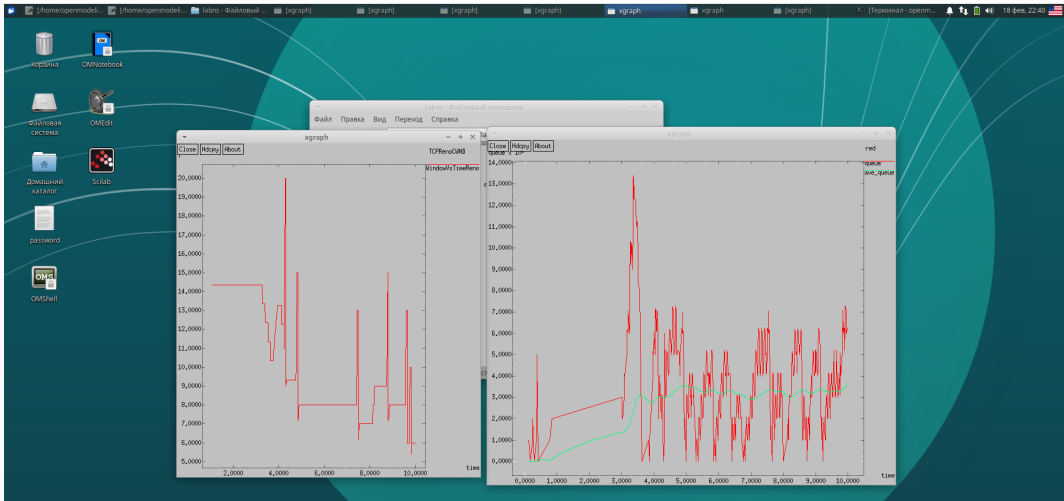 [/home/openmodeli...
[/home/openmodeli...
labns - Файловый ...
[xgraph]
[xgraph]
[xgraph]
[xgraph]
xgraph
xgraph
[xgraph]
[Терминал - openm...
18 фев, 22:40
Корзина
OMNotebook
Файловая
система
OMEdit
Домашний
каталог
Scilab
password
OMS
OMShell
labns - Файловый менеджер
Файл Правка Вид Переход Справка
xgraph
Close Hdcpy About
TCPRenoCWND
WindowVsTimeReno
20,0000
19,0000
18,0000
17,0000
16,0000
15,0000
14,0000
13,0000
12,0000
11,0000
10,0000
9,0000
8,0000
7,0000
6,0000
5,0000
2,0000 4,0000 6,0000 8,0000 10,0000
time
xgraph
Close Hdcpy About
red
queue
ave_queue
14,0000
13,0000
12,0000
11,0000
10,0000
9,0000
8,0000
7,0000
6,0000
5,0000
4,0000
3,0000
2,0000
1,0000
0,0000
0,0000 1,0000 2,0000 3,0000 4,0000 5,0000 6,0000 7,0000 8,0000 9,0000 10,0000
time